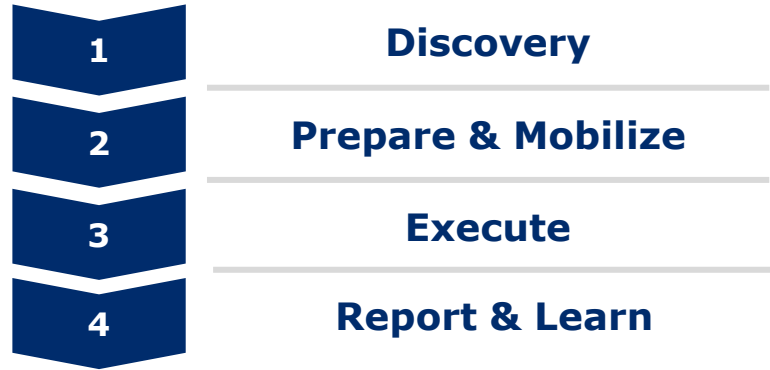 1
Discovery
2
Prepare & Mobilize
3
Execute
4
Report & Learn